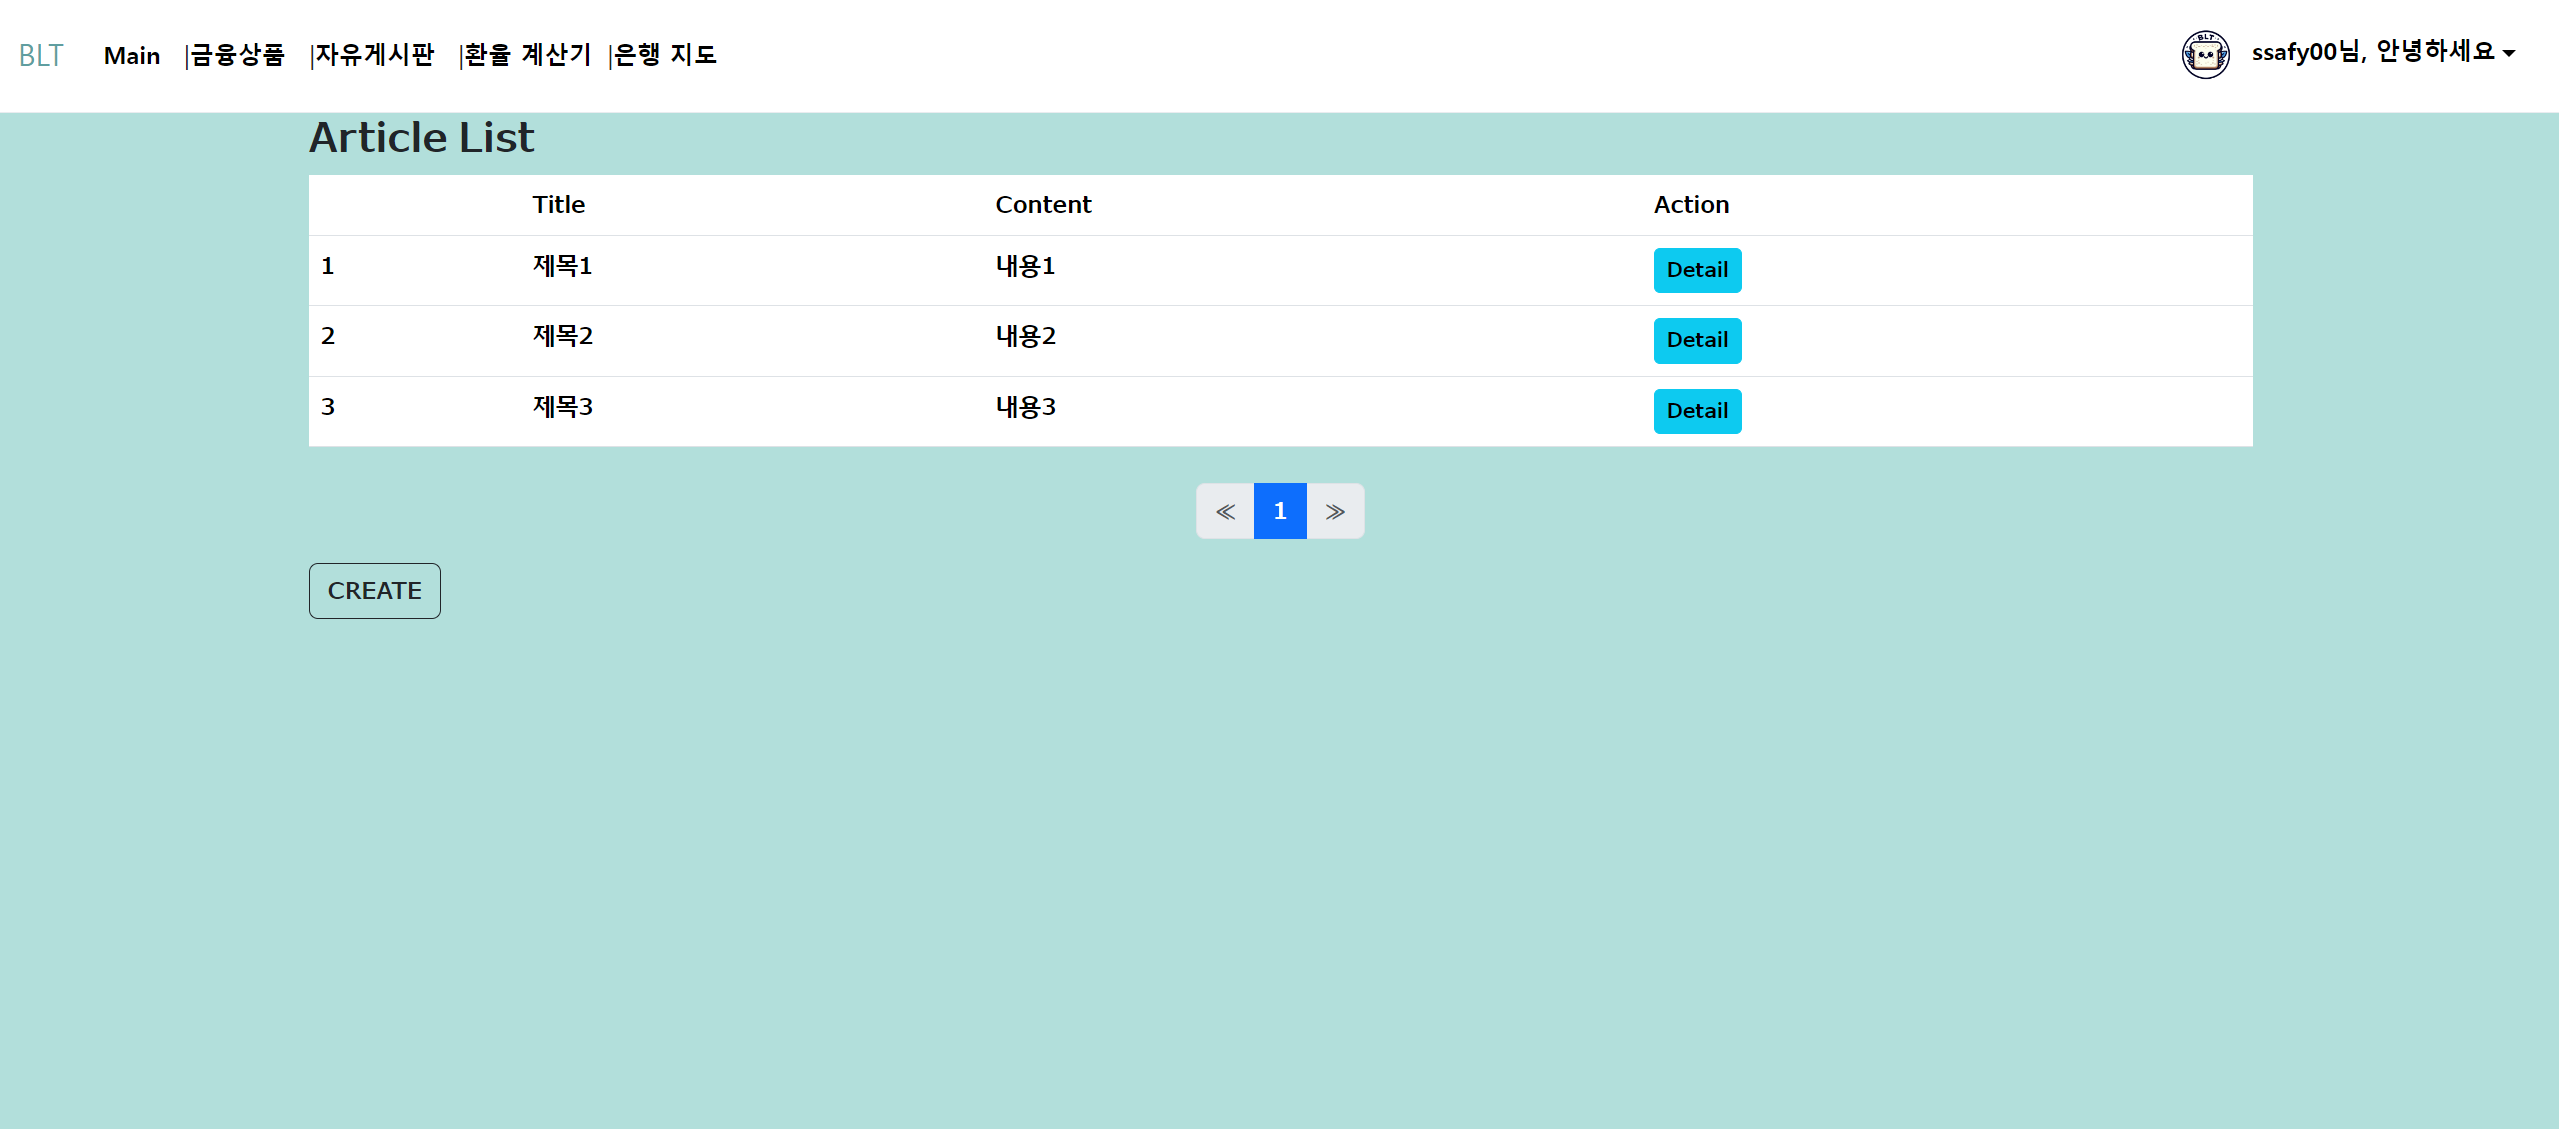 BLT Main |금융상품 |자유게시판 |환율 계산기 |은행 지도 BLT ssafy00님, 안녕하세요
Article List
Title Content Action
1 제목1 내용1 Detail
2 제목2 내용2 Detail
3 제목3 내용3 Detail
≪ 1 ≫
CREATE